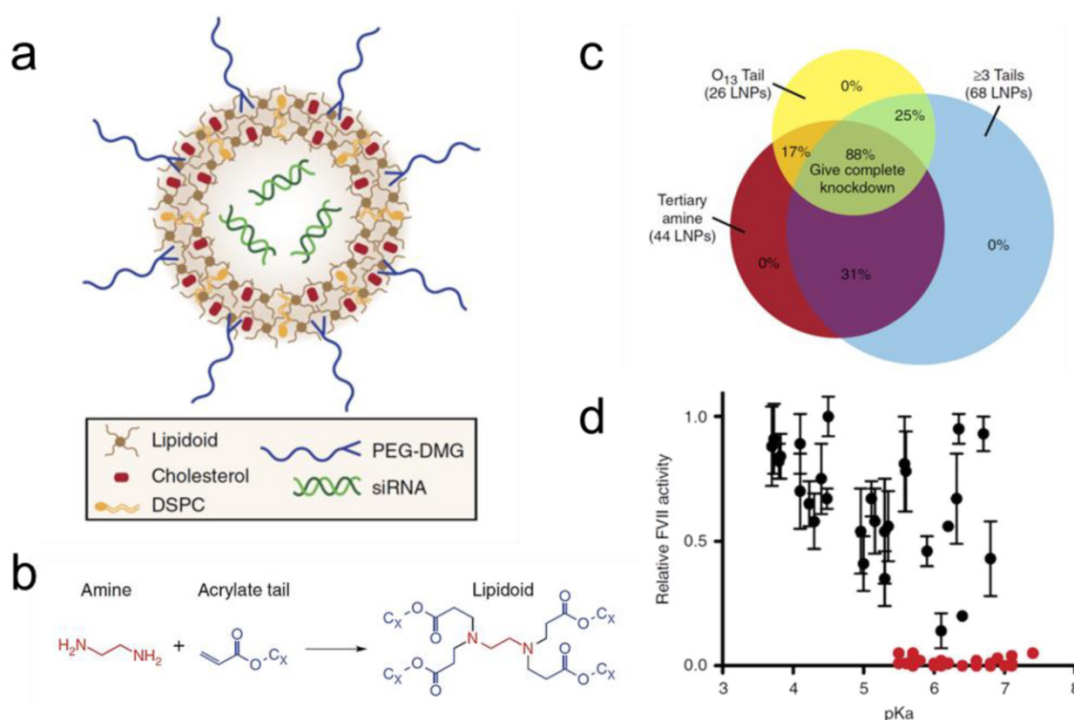 a
Lipidoid
Cholesterol
DSPC
PEG-DMG
siRNA
b
Amine
Acrylate tail
Lipidoid
H₂N
NH₂
+
O
O
Cₓ
Cₓ
O
O
O
O
Cₓ
N
N
Cₓ
O
O
O
O
Cₓ
c
O₁₃ Tail
(26 LNPs)
≥3 Tails
(68 LNPs)
0%
25%
17%
88%
Give complete
knockdown
Tertiary
amine
(44 LNPs)
0%
31%
0%
d
Relative FVII activity
1.0
0.5
0.0
3
4
5
6
7
8
pKa